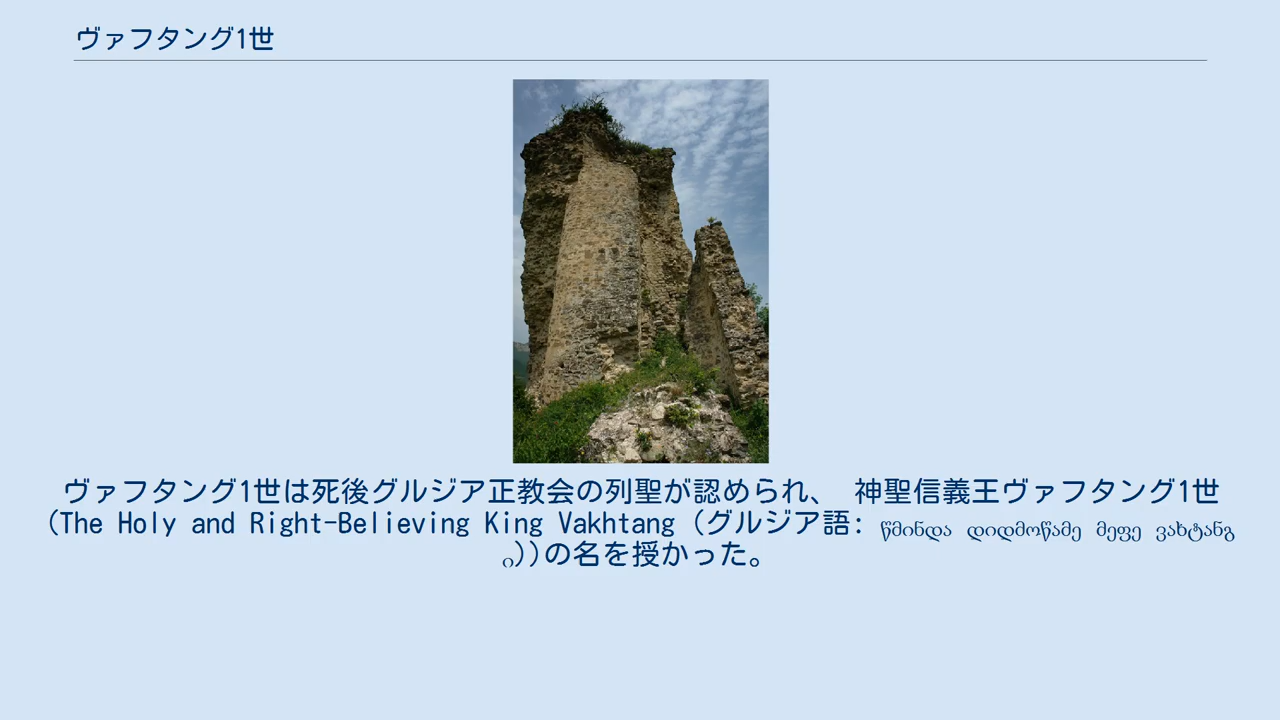 ヴァフタング1世
ヴァフタング1世は死後グルジア正教会の列聖が認められ、 神聖信義王ヴァフタング1世
(The Holy and Right-Believing King Vakhtang (グルジア語: წმინდა დიდმოწამე მეფე ვახტანგ
ი))の名を授かった。